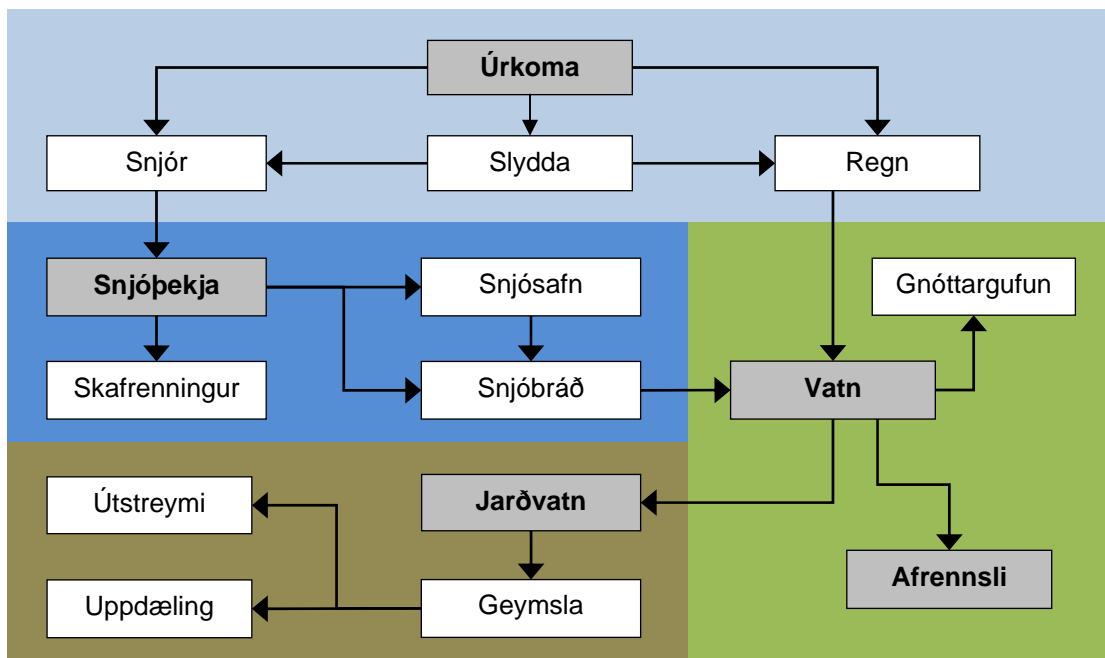 Úrkoma
Snjór
Slydda
Regn
Snjóþekja
Snjósafn
Gnóttargufun
Skafrenningur
Snjóbráð
Vatn
Útstreymi
Jarðvatn
Afrennsli
Uppdæling
Geymsla